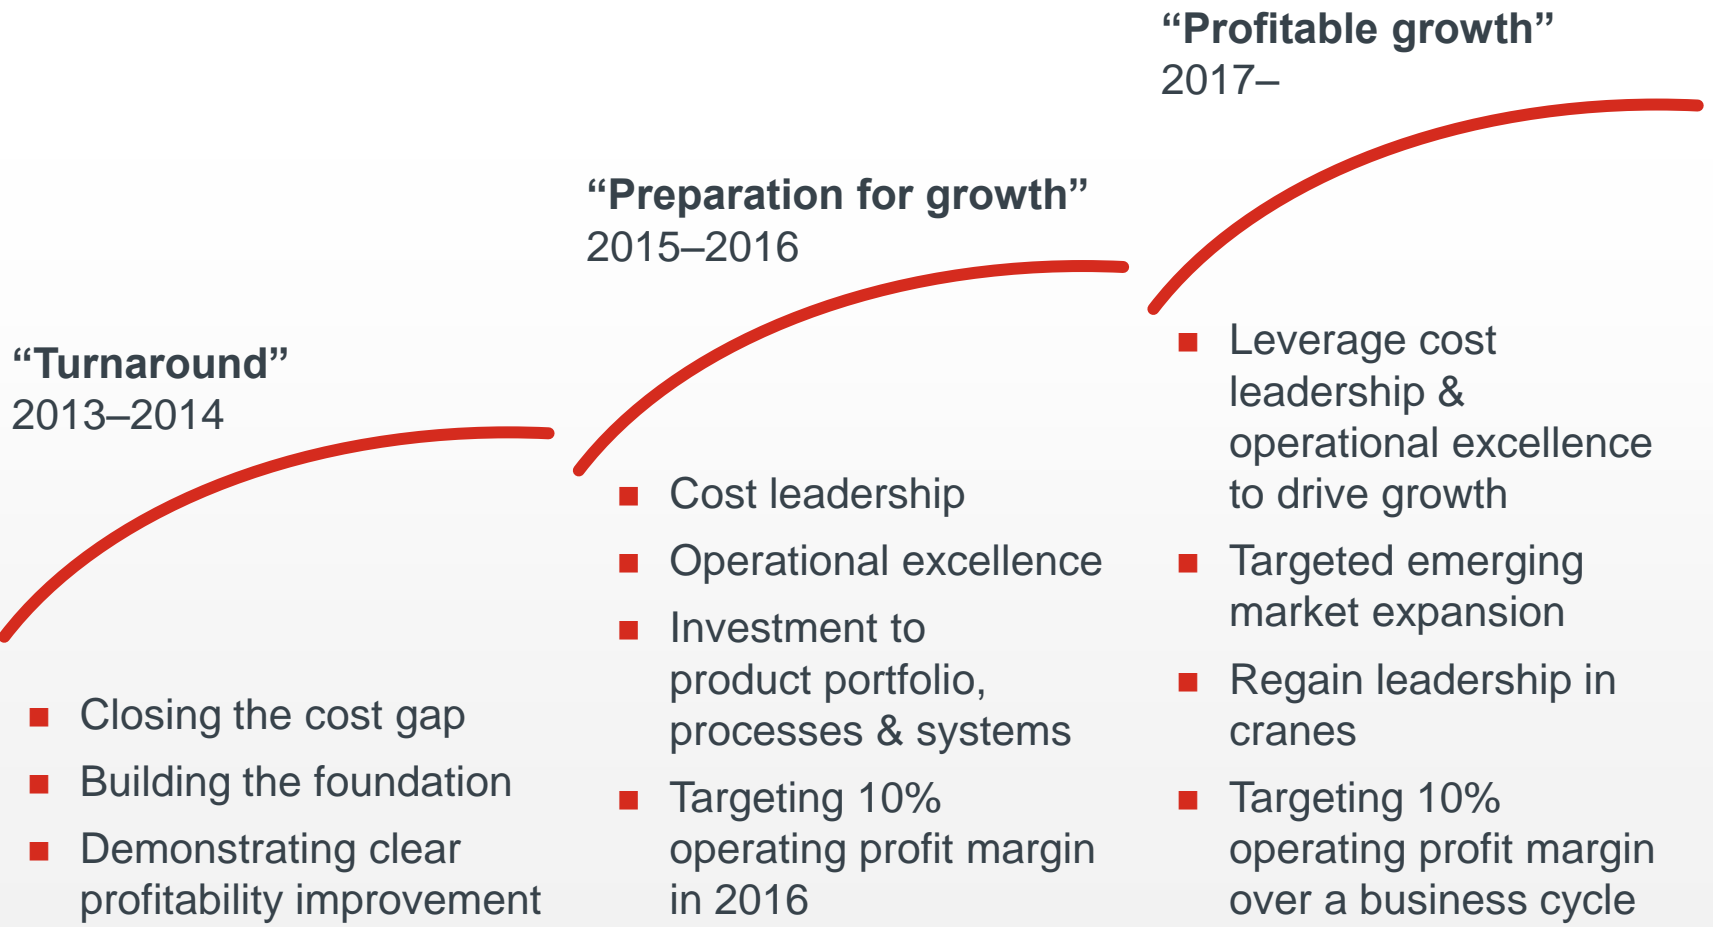 “Turnaround”
2013–2014
■ Closing the cost gap
■ Building the foundation
■ Demonstrating clear
profitability improvement
“Preparation for growth”
2015–2016
■ Cost leadership
■ Operational excellence
■ Investment to
product portfolio,
processes & systems
■ Targeting 10%
operating profit margin
in 2016
“Profitable growth”
2017–
■ Leverage cost
leadership &
operational excellence
to drive growth
■ Targeted emerging
market expansion
■ Regain leadership in
cranes
■ Targeting 10%
operating profit margin
over a business cycle